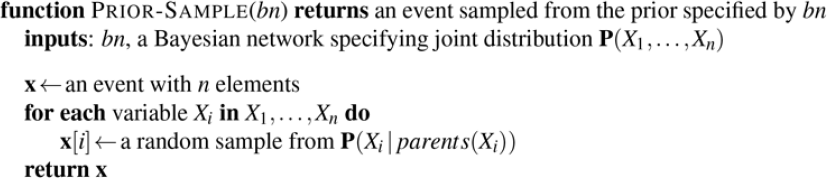 function PRIOR-SAMPLE(bn) returns an event sampled from the prior specified by bn
inputs: bn, a Bayesian network specifying joint distribution P(X1,...,Xn)
x ← an event with n elements
for each variable Xi in X1,...,Xn do
x[i] ← a random sample from P(Xi | parents(Xi))
return x